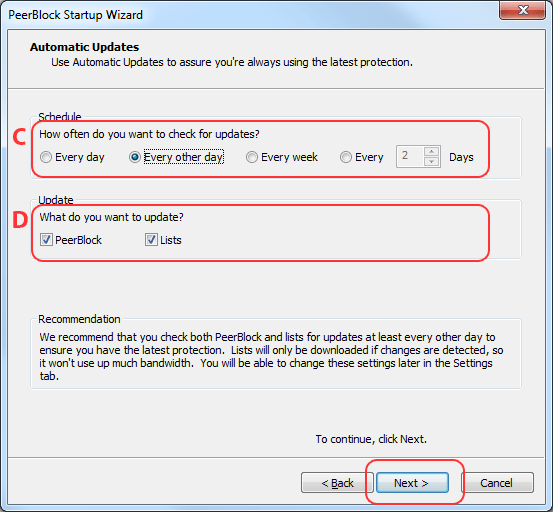 PeerBlock Startup Wizard
Automatic Updates
Use Automatic Updates to assure you're always using the latest protection.
Schedule
C
How often do you want to check for updates?
Every day Every other day Every week Every 2 Days
Update
D
What do you want to update?
PeerBlock Lists
Recommendation
We recommend that you check both PeerBlock and lists for updates at least every other day to
ensure you have the latest protection. Lists will only be downloaded if changes are detected, so
it won't use up much bandwidth. You will be able to change these settings later in the Settings
tab.
To continue, click Next.
< Back Next > Cancel